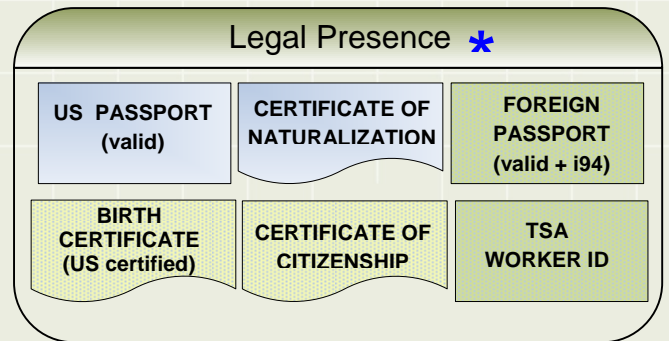 Legal Presence *
US PASSPORT
(valid)
CERTIFICATE OF
NATURALIZATION
FOREIGN
PASSPORT
(valid + i94)
BIRTH
CERTIFICATE
(US certified)
CERTIFICATE OF
CITIZENSHIP
TSA
WORKER ID